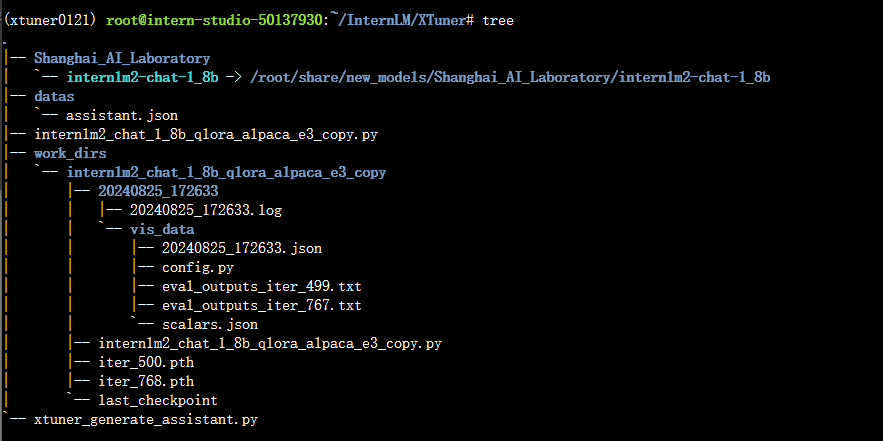 (xtuner0121) root@intern-studio-50137930:~/InternLM/XTuner# tree
.
|-- Shanghai_AI_Laboratory
|   `-- internlm2-chat-1_8b -> /root/share/new_models/Shanghai_AI_Laboratory/internlm2-chat-1_8b
|-- datas
|   `-- assistant.json
|-- internlm2_chat_1_8b_qlora_alpaca_e3_copy.py
|-- work_dirs
|   `-- internlm2_chat_1_8b_qlora_alpaca_e3_copy
|       |-- 20240825_172633
|       |   |-- 20240825_172633.log
|       |   `-- vis_data
|       |       |-- 20240825_172633.json
|       |       |-- config.py
|       |       |-- eval_outputs_iter_499.txt
|       |       |-- eval_outputs_iter_767.txt
|       |       `-- scalars.json
|       |-- internlm2_chat_1_8b_qlora_alpaca_e3_copy.py
|       |-- iter_500.pth
|       |-- iter_768.pth
|       `-- last_checkpoint
`-- xtuner_generate_assistant.py